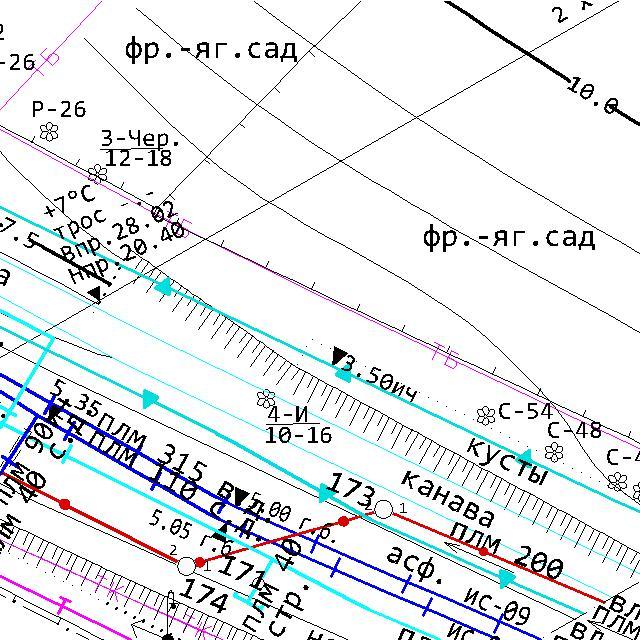 2
-26
ТБ
фр.-яг.сад
2 х
10.0
Р-26
3-Чер.
12-18
+7°С
трос
впр.28.02
нпр.20.40
7.5
а
фр.-яг.сад
ТБ
3.50ич
4-И
10-16
С-54
С-48
С-4
кусты
канава
5.35
плм 315 в.д.
плм 110 с.д.
плм 90
плм 40
173
1
плм 200
5.00 г.р.
5.05 г.б
2
171
174
плм 40
стр.
асф.
ис-09
ис-
вл
плм